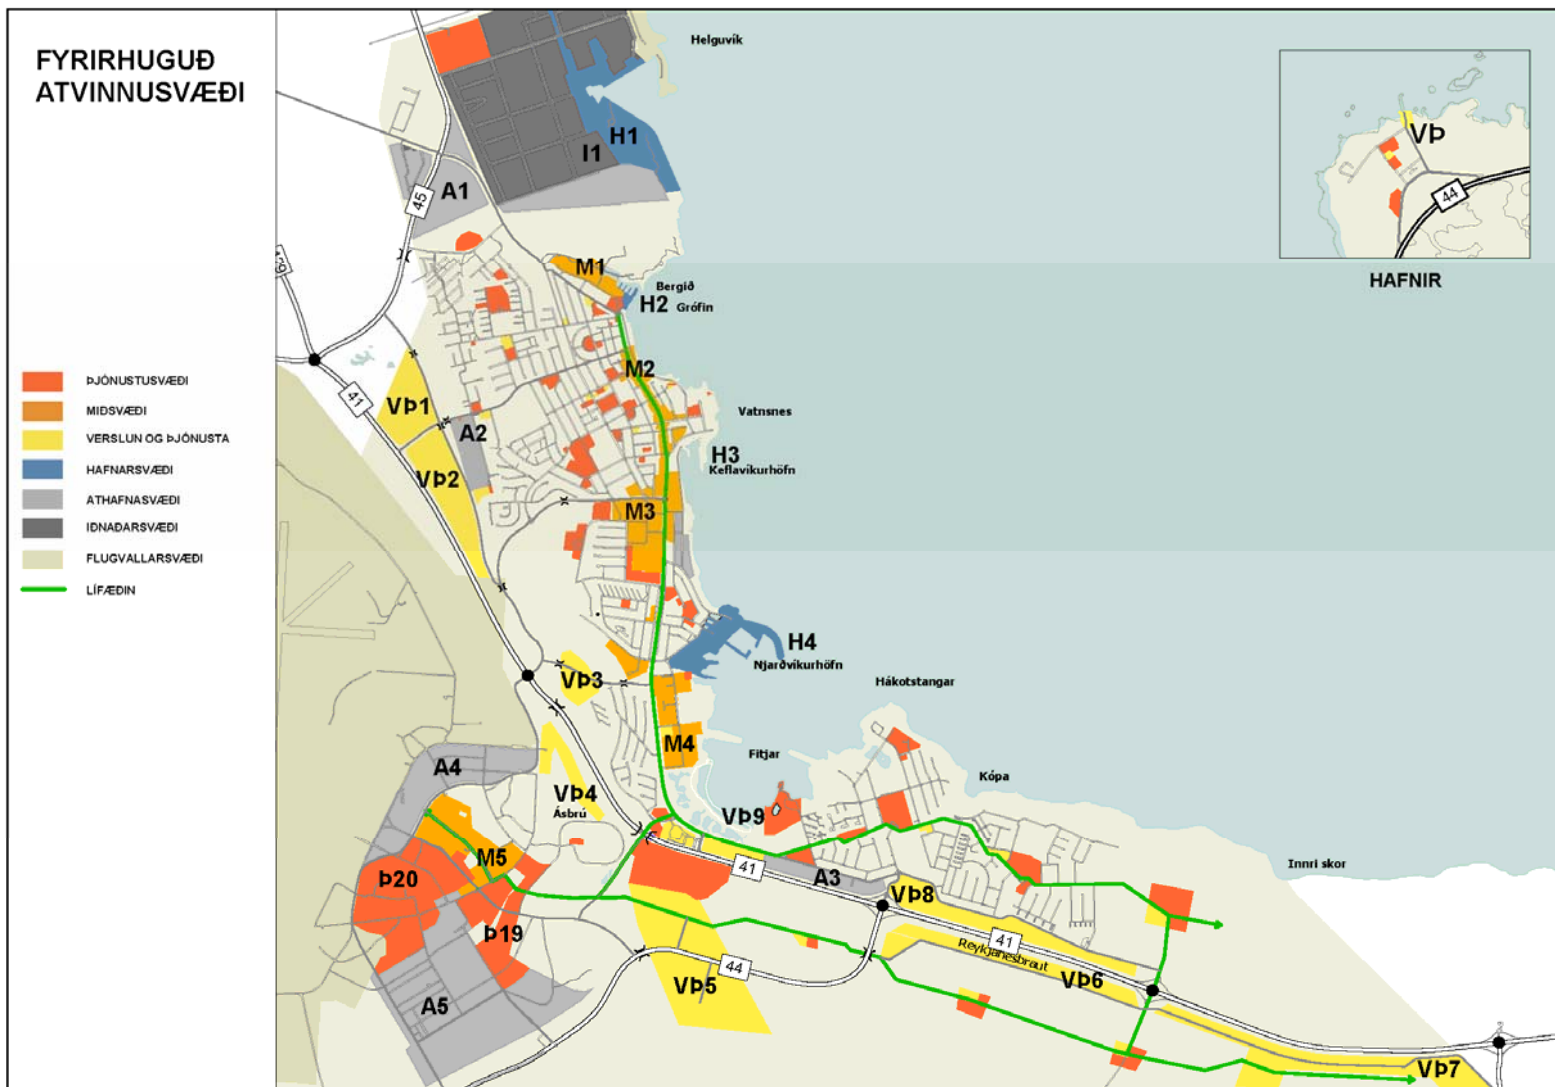 FYRIRHUGUÐ
ATVINNUSVÆÐI
ÞJÓNUSTUSVÆÐI
MIÐSVÆÐI
VERSLUN OG ÞJÓNUSTA
HAFNARSVÆÐI
ATHAFNASVÆÐI
IÐNAÐARSVÆÐI
FLUGVALLARSVÆÐI
LÍFÆÐIN
Helguvík
H1
I1
A1
45
M1
Bergið
H2
Grófin
M2
41
VÞ1
A2
Vatnsnes
H3
Keflavíkurhöfn
VÞ2
M3
H4
Njarðvíkurhöfn
VÞ3
Hákotstangar
M4
Fitjar
A4
Kópa
VÞ4
Ásbrú
VÞ9
M5
Innri skor
41
A3
Þ20
VÞ8
Þ19
41
Reykjanesbraut
44
VÞ5
VÞ6
A5
VÞ7
VÞ
44
HAFNIR